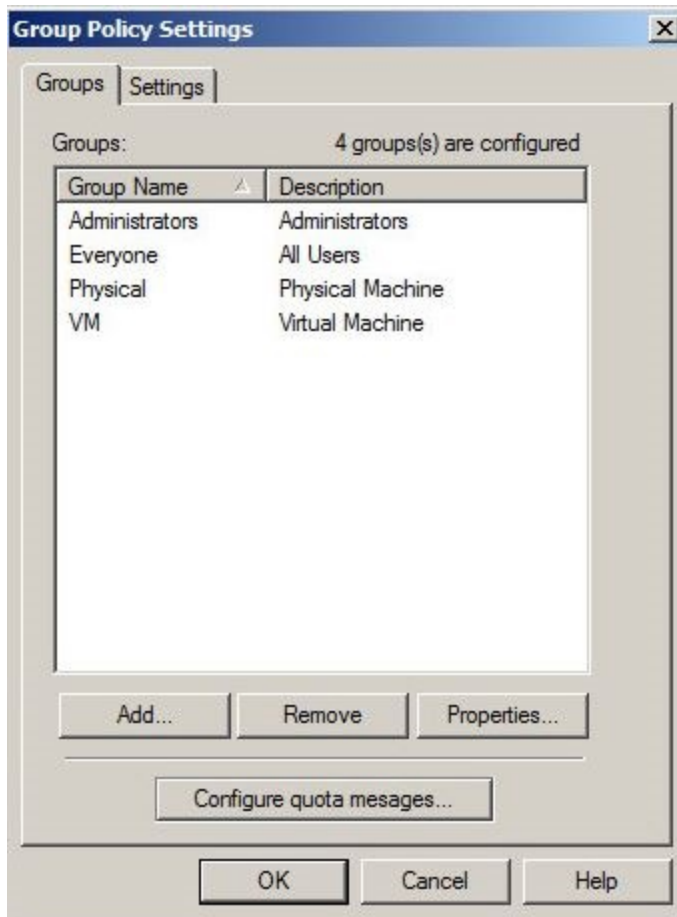 Group Policy Settings
Groups Settings
Groups: 4 groups(s) are configured
Group Name Description
Administrators Administrators
Everyone All Users
Physical Physical Machine
VM Virtual Machine
Add... Remove Properties...
Configure quota mesages...
OK Cancel Help